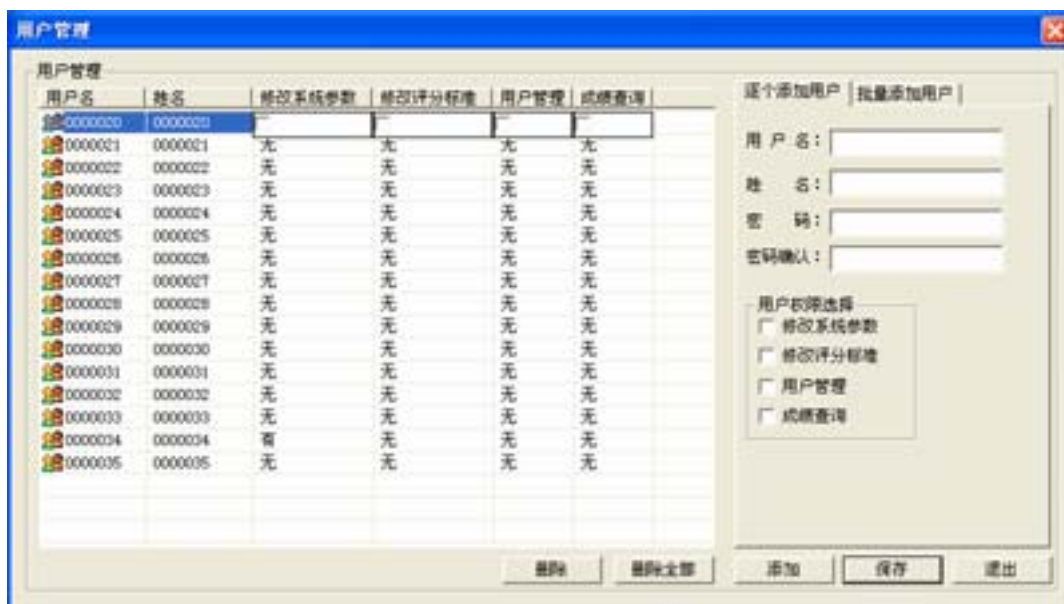 用户管理
用户管理
用户名 姓名 修改系统参数 修改评分标准 用户管理 成绩查询
0000020 0000020
0000021 0000021 无 无 无 无
0000022 0000022 无 无 无 无
0000023 0000023 无 无 无 无
0000024 0000024 无 无 无 无
0000025 0000025 无 无 无 无
0000026 0000026 无 无 无 无
0000027 0000027 无 无 无 无
0000028 0000028 无 无 无 无
0000029 0000029 无 无 无 无
0000030 0000030 无 无 无 无
0000031 0000031 无 无 无 无
0000032 0000032 无 无 无 无
0000033 0000033 无 无 无 无
0000034 0000034 有 无 无 无
0000035 0000035 无 无 无 无
删除 删除全部
逐个添加用户 批量添加用户
用户名：
姓名：
密码：
密码确认：
用户权限选择
修改系统参数
修改评分标准
用户管理
成绩查询
添加 保存 退出